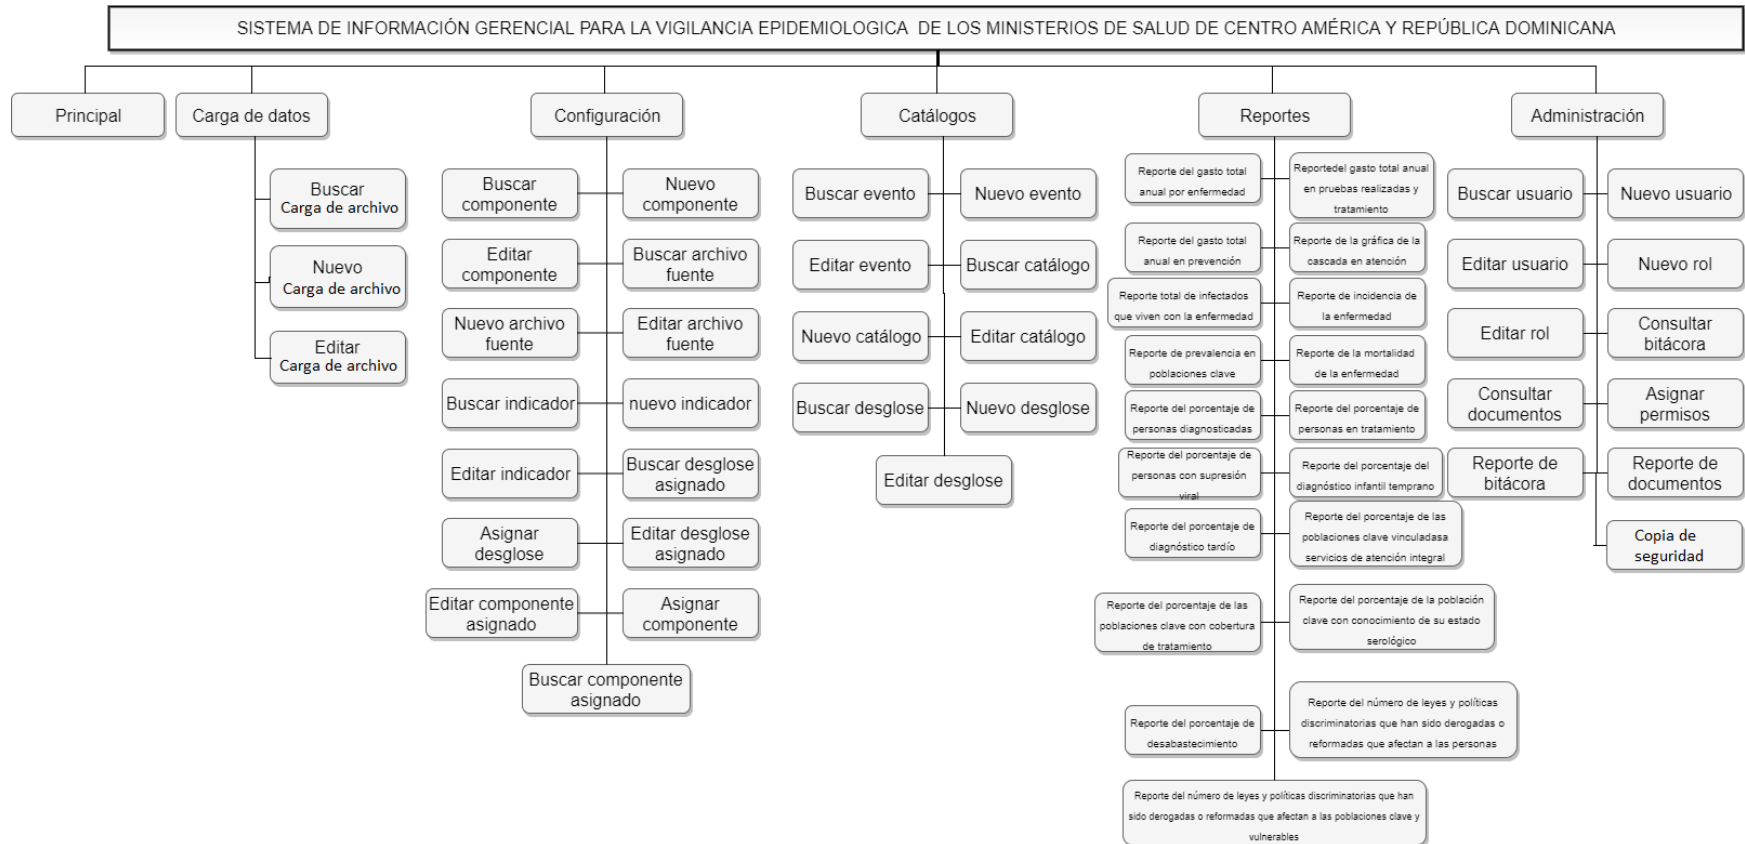 SISTEMA DE INFORMACIÓN GERENCIAL PARA LA VIGILANCIA EPIDEMIOLOGICA DE LOS MINISTERIOS DE SALUD DE CENTRO AMÉRICA Y REPÚBLICA DOMINICANA
Principal
Carga de datos
Configuración
Catálogos
Reportes
Administración
Buscar
Carga de archivo
Nuevo
Carga de archivo
Editar
Carga de archivo
Buscar
componente
Nuevo
componente
Editar
componente
Buscar archivo
fuente
Nuevo archivo
fuente
Editar archivo
fuente
Buscar indicador
nuevo indicador
Editar indicador
Buscar desglose
asignado
Asignar
desglose
Editar desglose
asignado
Editar componente
asignado
Asignar
componente
Buscar componente
asignado
Buscar evento
Nuevo evento
Editar evento
Buscar catálogo
Nuevo catálogo
Editar catálogo
Buscar desglose
Nuevo desglose
Editar desglose
Reporte del gasto total
anual por enfermedad
Reportedel gasto total anual
en pruebas realizadas y
tratamiento
Reporte del gasto total
anual en prevención
Reporte de la gráfica de la
cascada en atención
Reporte total de infectados
que viven con la enfermedad
Reporte de incidencia de
la enfermedad
Reporte de prevalencia en
poblaciones clave
Reporte de la mortalidad
de la enfermedad
Reporte del porcentaje de
personas diagnosticadas
Reporte del porcentaje de
personas en tratamiento
Reporte del porcentaje de
personas con supresión
viral
Reporte del porcentaje del
diagnóstico infantil temprano
Reporte del porcentaje de
diagnóstico tardío
Reporte del porcentaje de las
poblaciones clave vinculadasa
servicios de atención integral
Reporte del porcentaje de las
poblaciones clave con cobertura
de tratamiento
Reporte del porcentaje de la población
clave con conocimiento de su estado
serológico
Reporte del porcentaje de
desabastecimiento
Reporte del número de leyes y políticas
discriminatorias que han sido derogadas o
reformadas que afectan a las personas
Reporte del número de leyes y políticas discriminatorias que han
sido derogadas o reformadas que afectan a las poblaciones clave y
vulnerables
Buscar usuario
Nuevo usuario
Editar usuario
Nuevo rol
Editar rol
Consultar
bitácora
Consultar
documentos
Asignar
permisos
Reporte de
bitácora
Reporte de
documentos
Copia de
seguridad